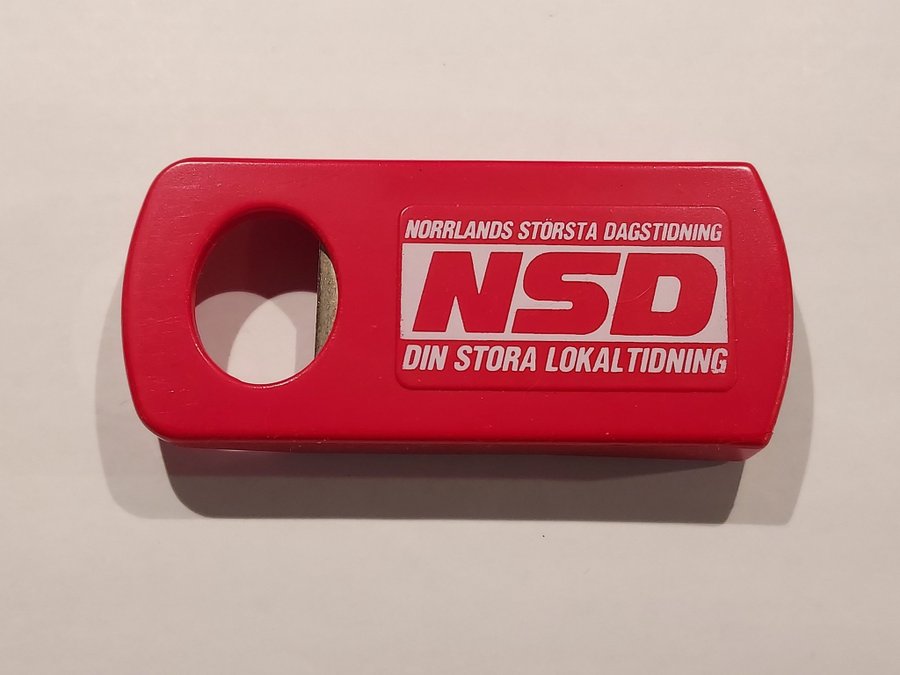 NORRLANDS STÖRSTA DAGSTIDNING
NSD
DIN STORA LOKALTIDNING